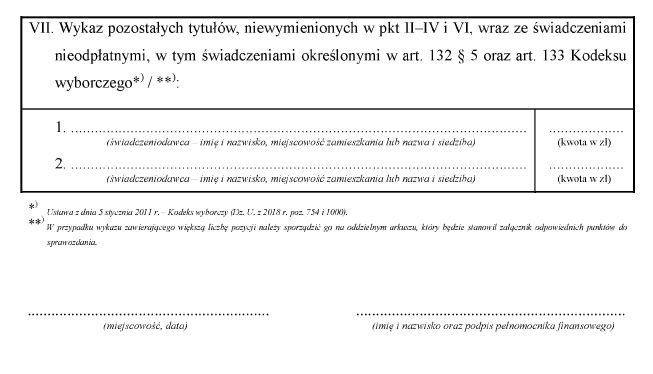 VII. Wykaz pozostałych tytułów, niewymienionych w pkt II–IV i VI, wraz ze świadczeniami
nieodpłatnymi, w tym świadczeniami określonymi w art. 132 § 5 oraz art. 133 Kodeksu
wyborczego*) / **):
1. ................................................................................................................... ...................
(świadczeniodawca – imię i nazwisko, miejscowość zamieszkania lub nazwa i siedziba) (kwota w zł)
2. ................................................................................................................... ...................
(świadczeniodawca – imię i nazwisko, miejscowość zamieszkania lub nazwa i siedziba) (kwota w zł)
*) Ustawa z dnia 5 stycznia 2011 r. – Kodeks wyborczy (Dz. U. z 2018 r. poz. 754 i 1000).
**) W przypadku wykazu zawierającego większą liczbę pozycji należy sporządzić go na oddzielnym arkuszu, który będzie stanowił załącznik odpowiednich punktów do
sprawozdania.
............................................................. ....................................................................
(miejscowość, data) (imię i nazwisko oraz podpis pełnomocnika finansowego)